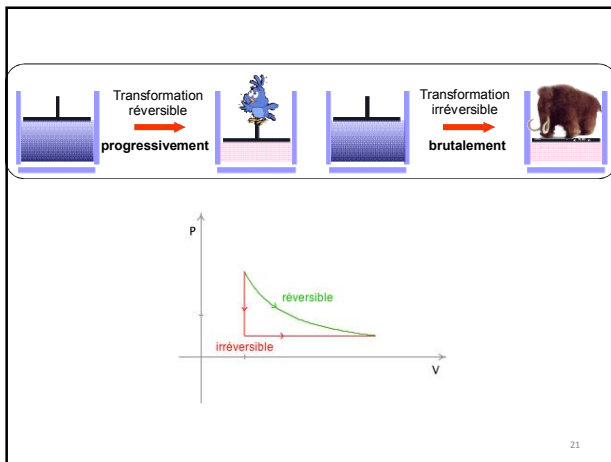 Transformation
réversible
progressivement
Transformation
irréversible
brutalement
P
réversible
irréversible
V
21